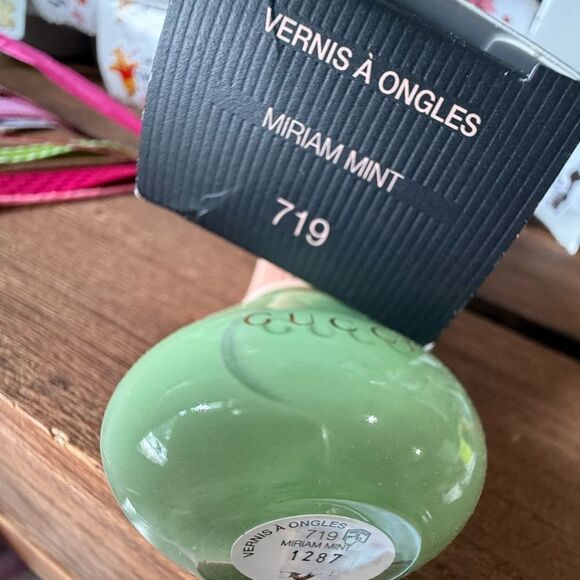 VERNIS À ONGLES
MIRIAM MINT
719
GUCCI
VERNIS À ONGLES
719
MIRIAM MINT
1287